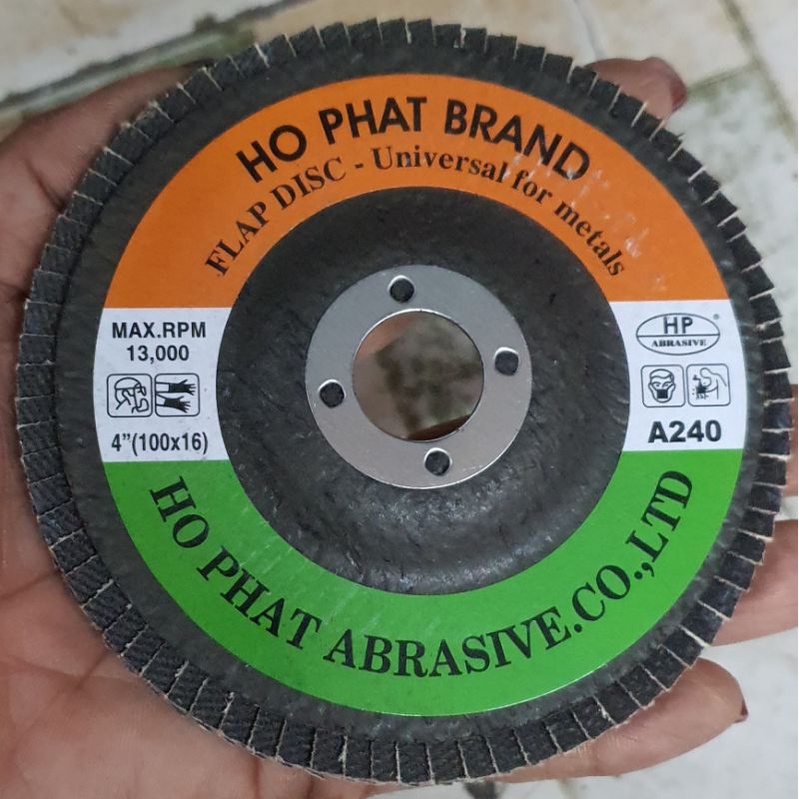 HO PHAT BRAND
FLAP DISC - Universal for metals
MAX.RPM
13,000
4”(100x16)
HP
®
ABRASIVE
A240
HO PHAT ABRASIVE.CO.,LTD